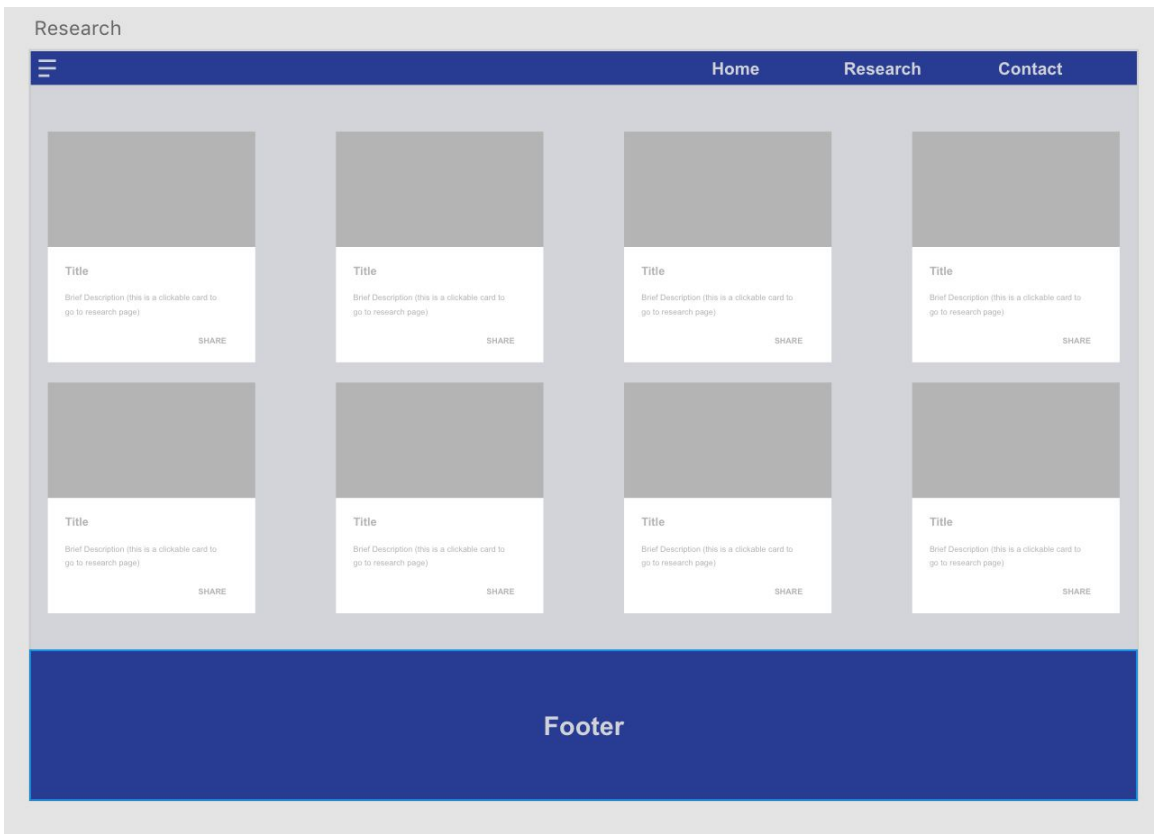 Research
Home Research Contact
Title Title Title Title
Brief Description (this is a clickable card to Brief Description (this is a clickable card to Brief Description (this is a clickable card to Brief Description (this is a clickable card to
go to research page) go to research page) go to research page) go to research page)
SHARE SHARE SHARE SHARE
Title Title Title Title
Brief Description (this is a clickable card to Brief Description (this is a clickable card to Brief Description (this is a clickable card to Brief Description (this is a clickable card to
go to research page) go to research page) go to research page) go to research page)
SHARE SHARE SHARE SHARE
Footer